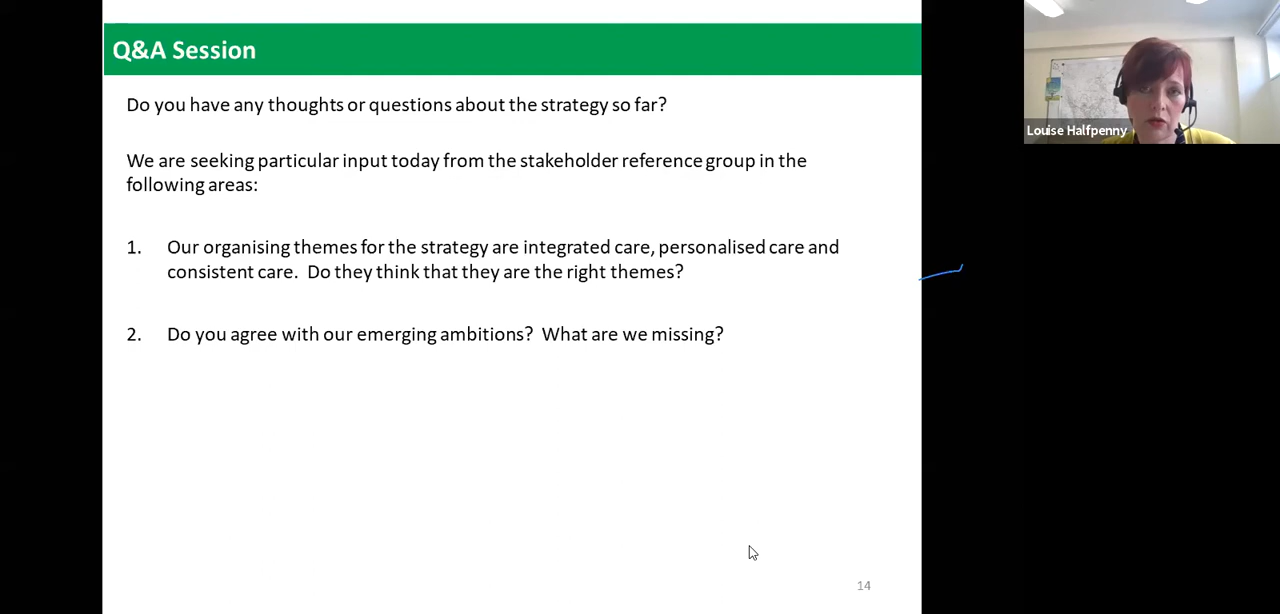 Q&A Session
Do you have any thoughts or questions about the strategy so far?
We are seeking particular input today from the stakeholder reference group in the
following areas:
1. Our organising themes for the strategy are integrated care, personalised care and
consistent care. Do they think that they are the right themes?
2. Do you agree with our emerging ambitions? What are we missing?
14
Louise Halfpenny